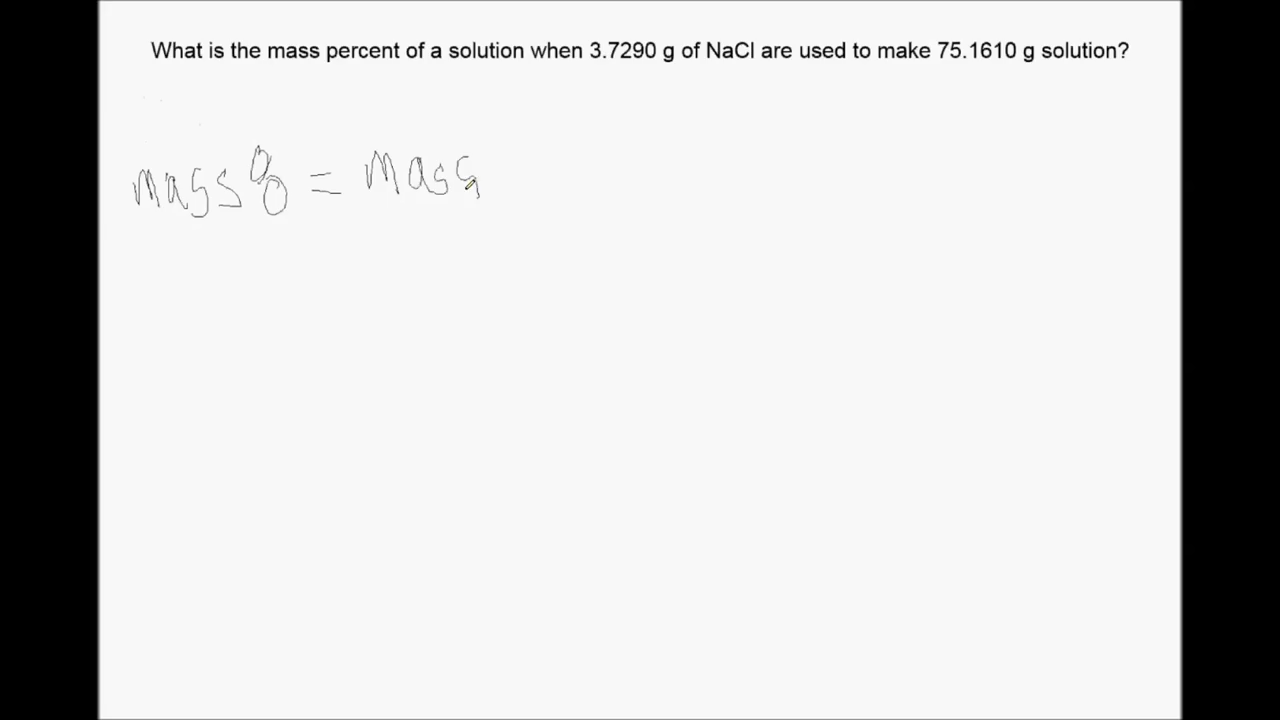 What is the mass percent of a solution when 3.7290 g of NaCl are used to make 75.1610 g solution?
mass % = mass